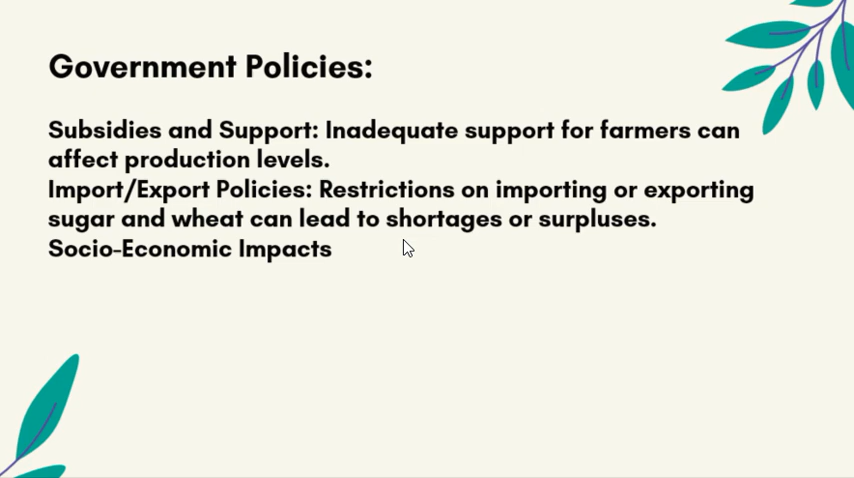 Government Policies:
Subsidies and Support: Inadequate support for farmers can
affect production levels.
Import/Export Policies: Restrictions on importing or exporting
sugar and wheat can lead to shortages or surpluses.
Socio-Economic Impacts